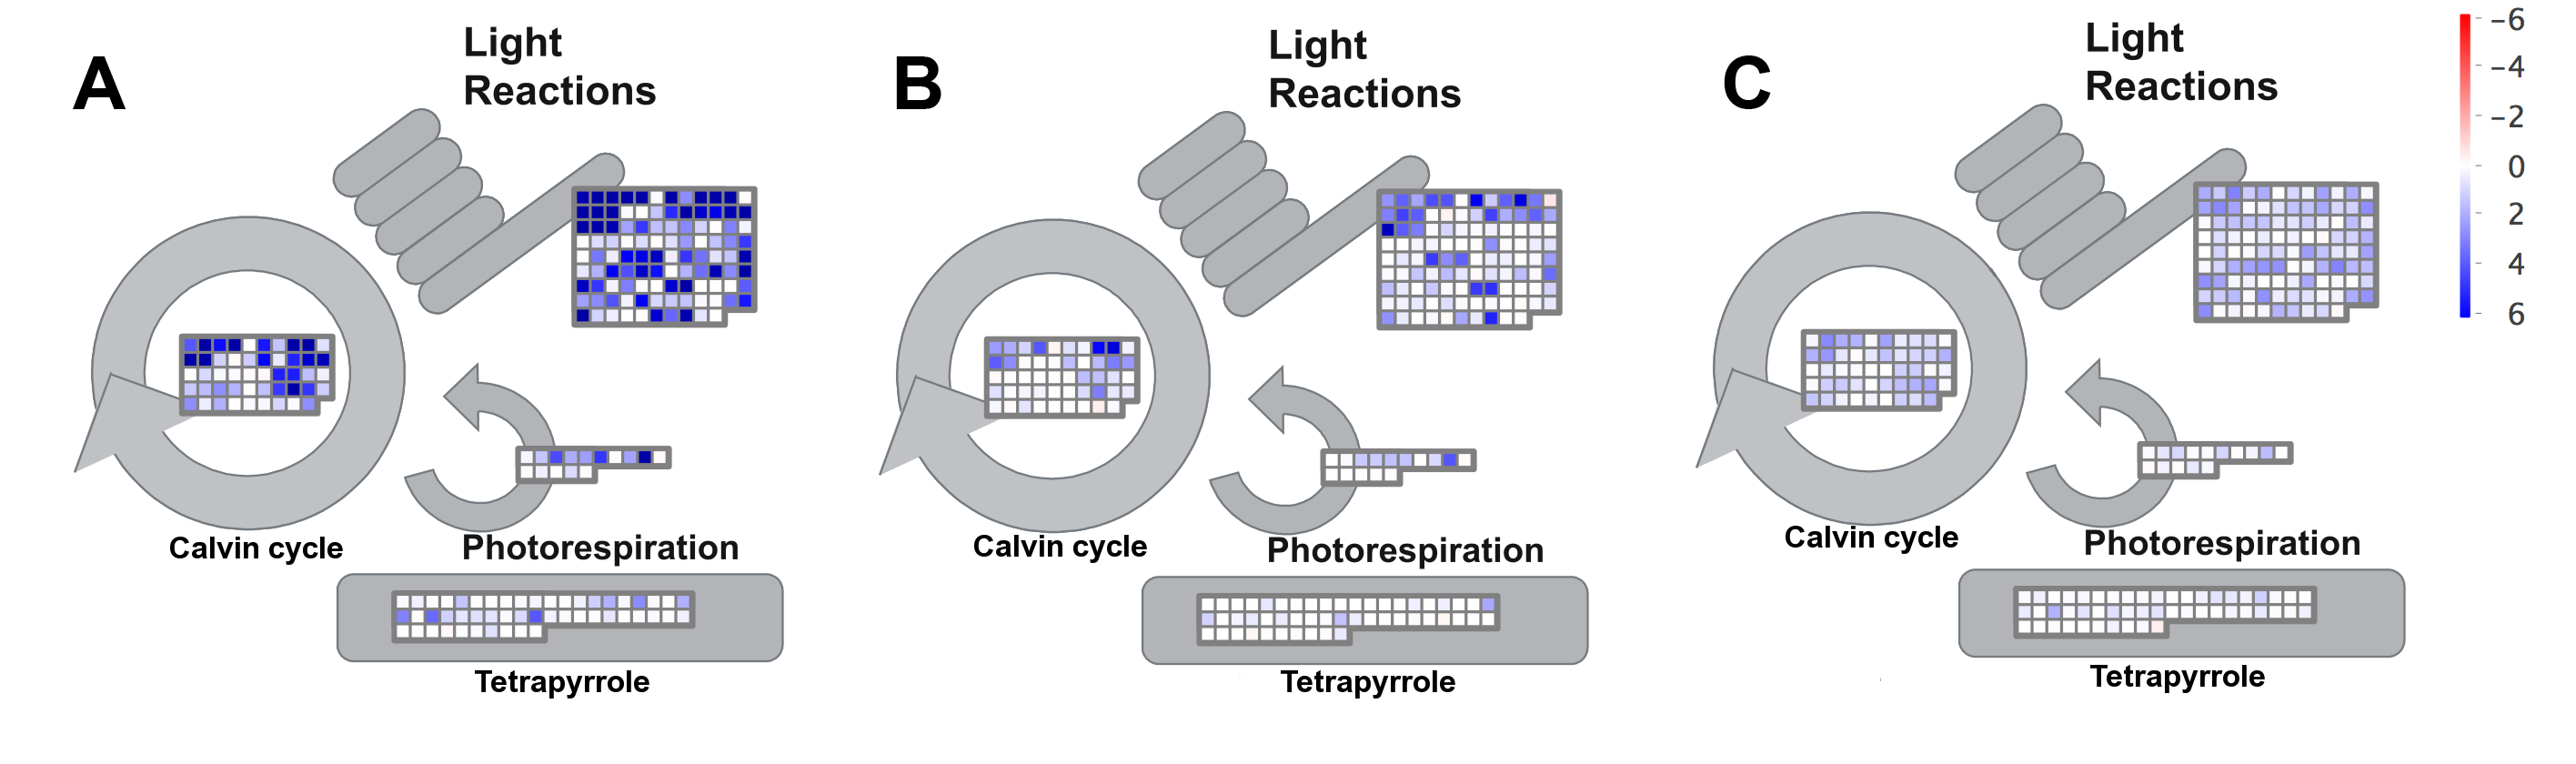 A
Light
Reactions
Calvin cycle
Photorespiration
Tetrapyrrole
B
Light
Reactions
Calvin cycle
Photorespiration
Tetrapyrrole
C
Light
Reactions
Calvin cycle
Photorespiration
Tetrapyrrole
−6
−4
−2
0
2
4
6